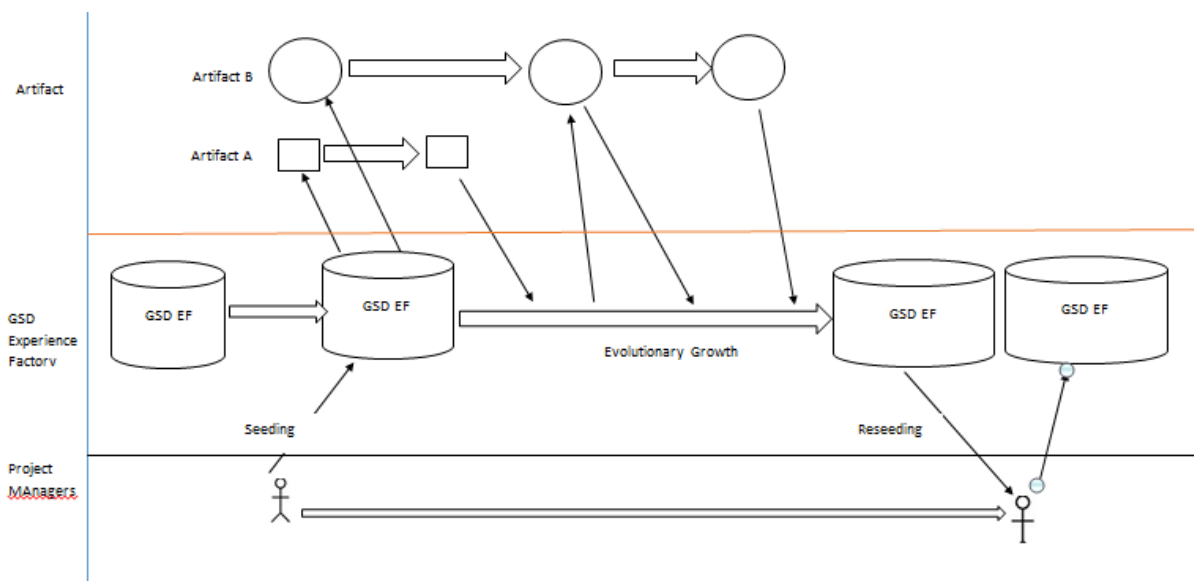 Artifact
Artifact B
Artifact A
GSD
Experience
Factory
GSD EF
GSD EF
GSD EF
GSD EF
Evolutionary Growth
Seeding
Reseeding
Project
MAnagers